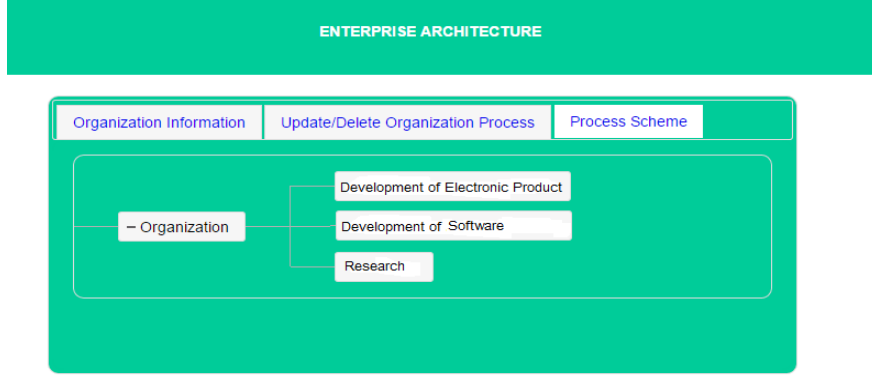 ENTERPRISE ARCHITECTURE
Organization Information
Update/Delete Organization Process
Process Scheme
Development of Electronic Product
– Organization
Development of Software
Research